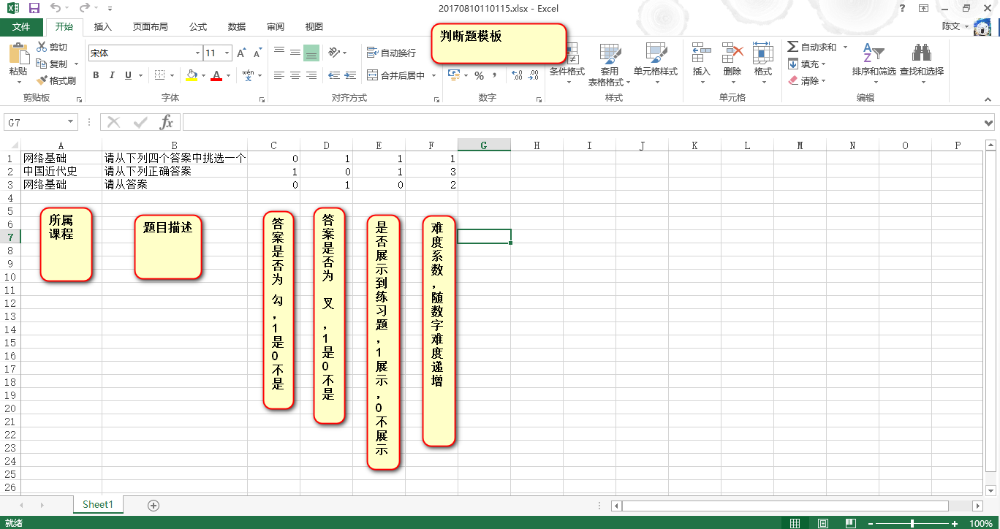 20170810110115.xlsx - Excel
陈文
文件 开始 插入 页面布局 公式 数据 审阅 视图
判断题模板
粘贴
剪切
复制
格式刷
剪贴板
宋体 11
B I U
wén
文
字体
自动换行
合并后居中
对齐方式
% ,
数字
条件格式
套用
表格格式
单元格样式
样式
插入 删除 格式
单元格
自动求和
填充
清除
排序和筛选 查找和选择
编辑
G7
fx
A B C D E F G H I J K L M N O P
1 网络基础 请从下列四个答案中挑选一个 0 1 1 1
2 中国近代史 请从下列正确答案 1 0 1 3
3 网络基础 请从答案 0 1 0 2
4
5
6
7
8
9
10
11
12
13
14
15
16
17
18
19
20
21
22
23
24
25
26
所属
课程
题目描述
答案是否为 勾,1是0不是
答案是否为 叉,1是0不是
是否展示到练习题,1展示,0不展示
难度系数,随数字难度递增
Sheet1
就绪
100%